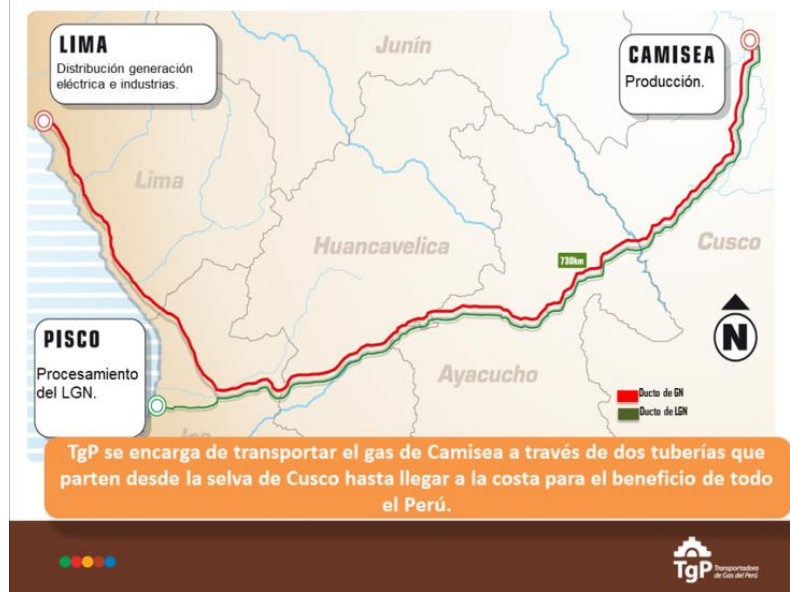 LIMA
Distribución generación
eléctrica e industrias.
Junín
CAMISEA
Producción.
Lima
Huancavelica
Cusco
730km
N
PISCO
Procesamiento
del LGN.
Ayacucho
Ducto de GN
Ducto de LGN
TgP se encarga de transportar el gas de Camisea a través de dos tuberías que
parten desde la selva de Cusco hasta llegar a la costa para el beneficio de todo
el Perú.
TgP
Transportadora
de Gas del Perú